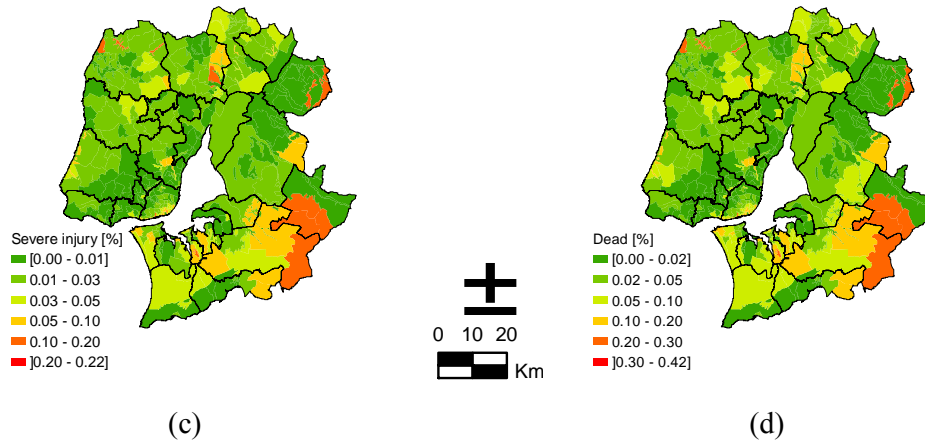 Severe injury [%]
[0.00 - 0.01]
0.01 - 0.03
0.03 - 0.05
0.05 - 0.10
0.10 - 0.20
]0.20 - 0.22]
0 10 20
Km
Dead [%]
[0.00 - 0.02]
0.02 - 0.05
0.05 - 0.10
0.10 - 0.20
0.20 - 0.30
]0.30 - 0.42]
(c)
(d)